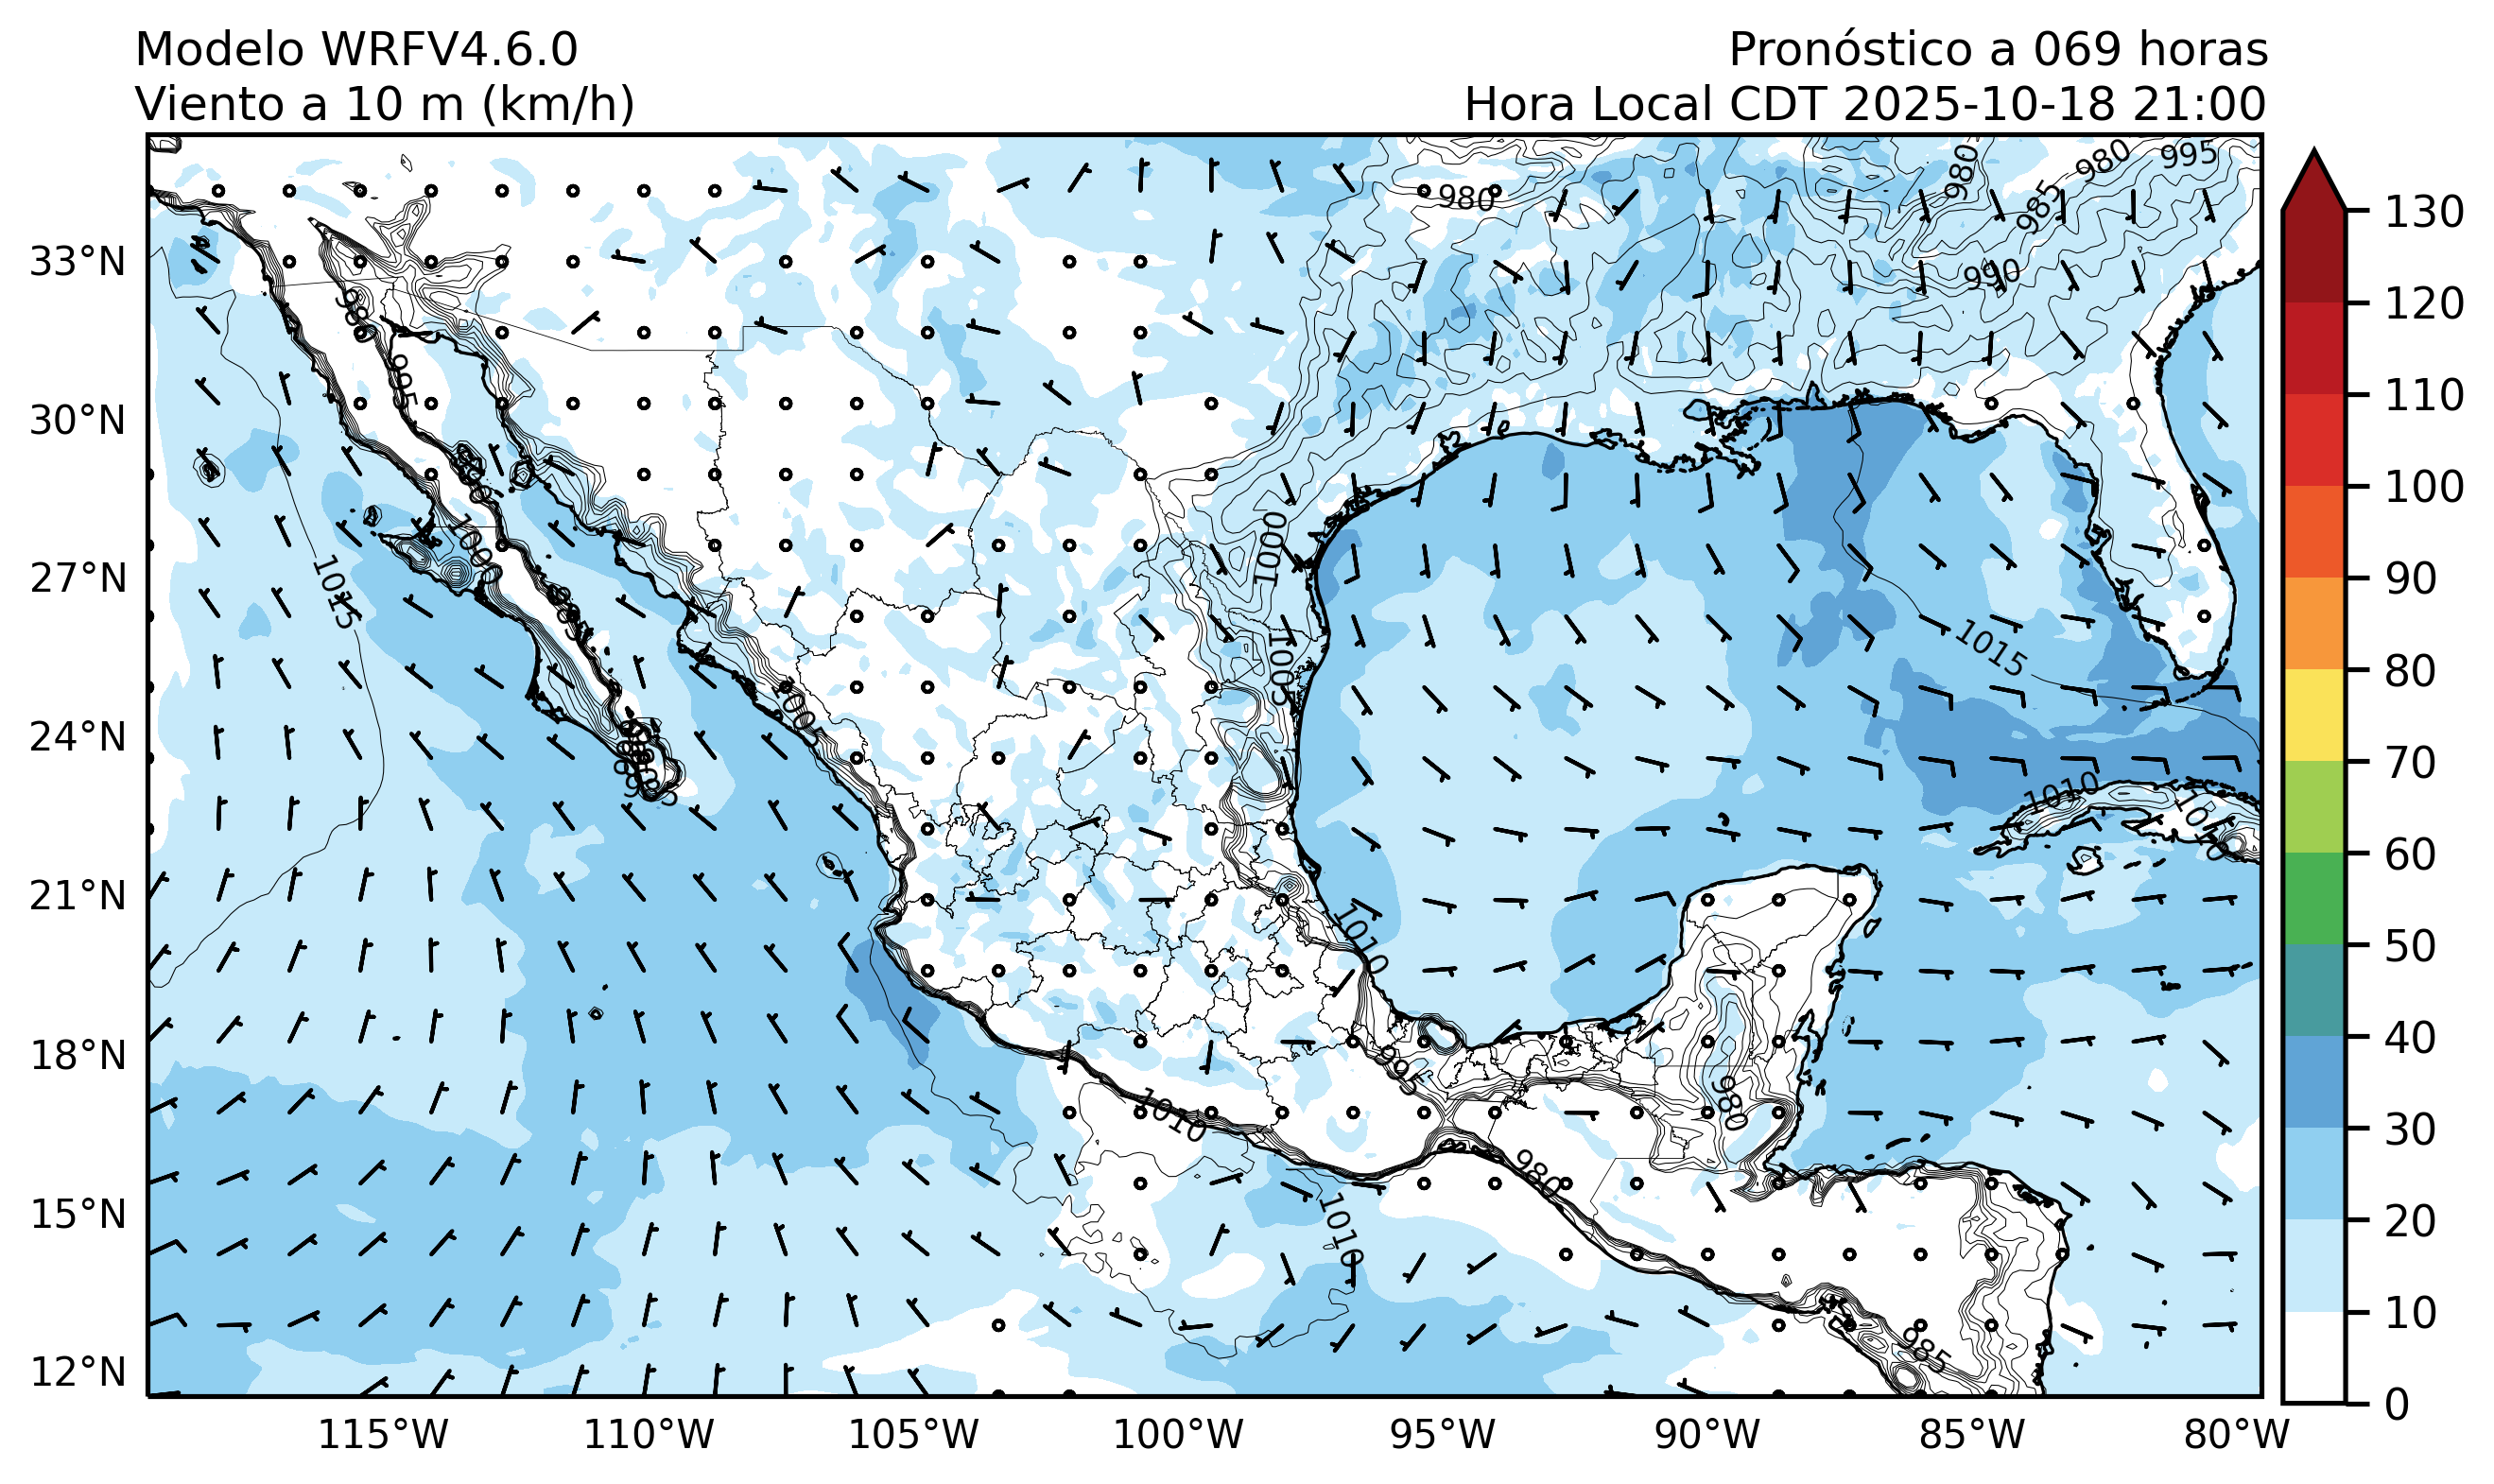 Modelo WRFV4.6.0
Pronóstico a 069 horas
Viento a 10 m (km/h)
Hora Local CDT 2025-10-18 21:00
33°N
30°N
27°N
24°N
21°N
18°N
15°N
12°N
115°W
110°W
105°W
100°W
95°W
90°W
85°W
80°W
130
120
110
100
90
80
70
60
50
40
30
20
10
0
980
980
980
995
985
990
995
1000
1015
1000
1005
1015
1010
1010
995
980
1010
980
1010
985